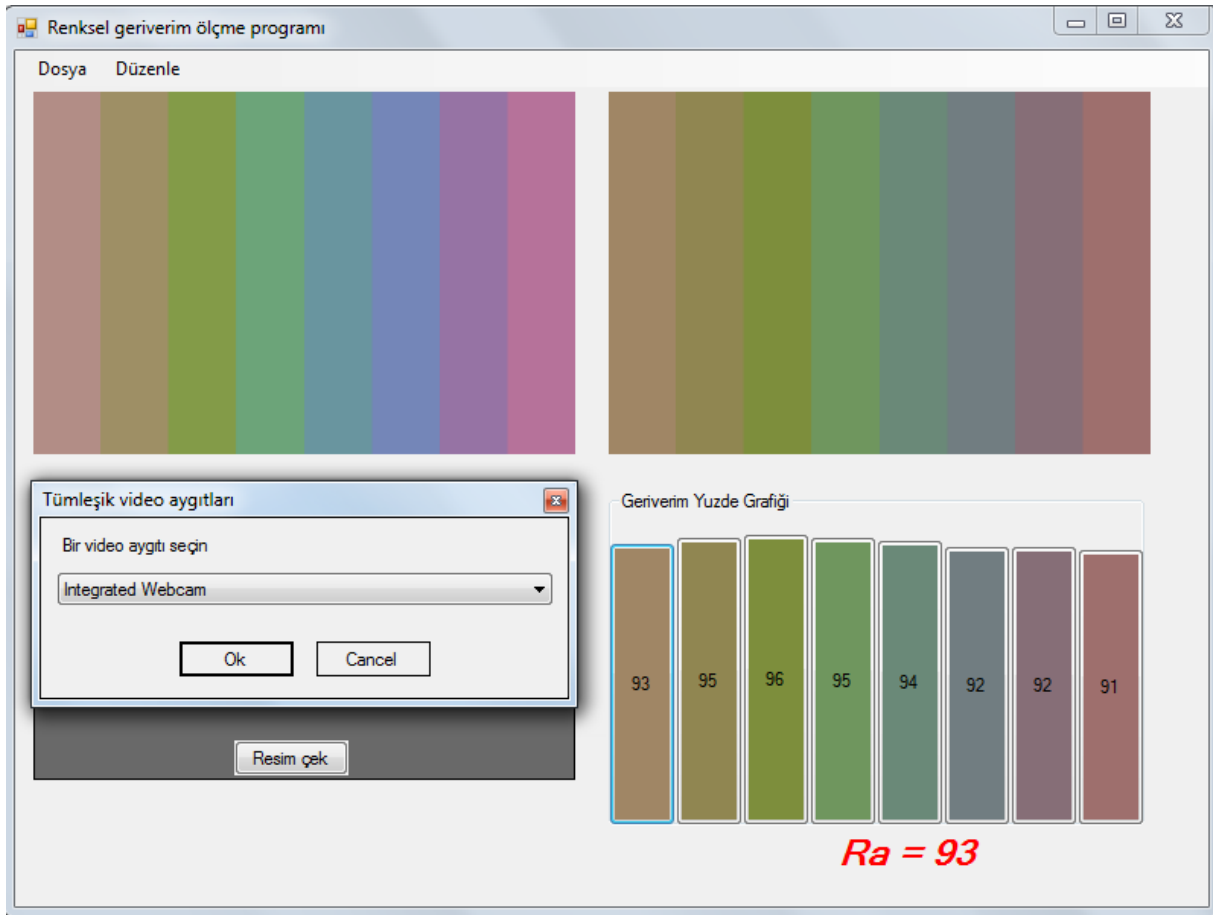 Renksel geriverim ölçme programı
Dosya Düzenle
Tümleşik video aygıtları
Bir video aygıtı seçin
Integrated Webcam
Ok Cancel
Resim çek
Geriverim Yuzde Grafiği
93 95 96 95 94 92 92 91
Ra = 93